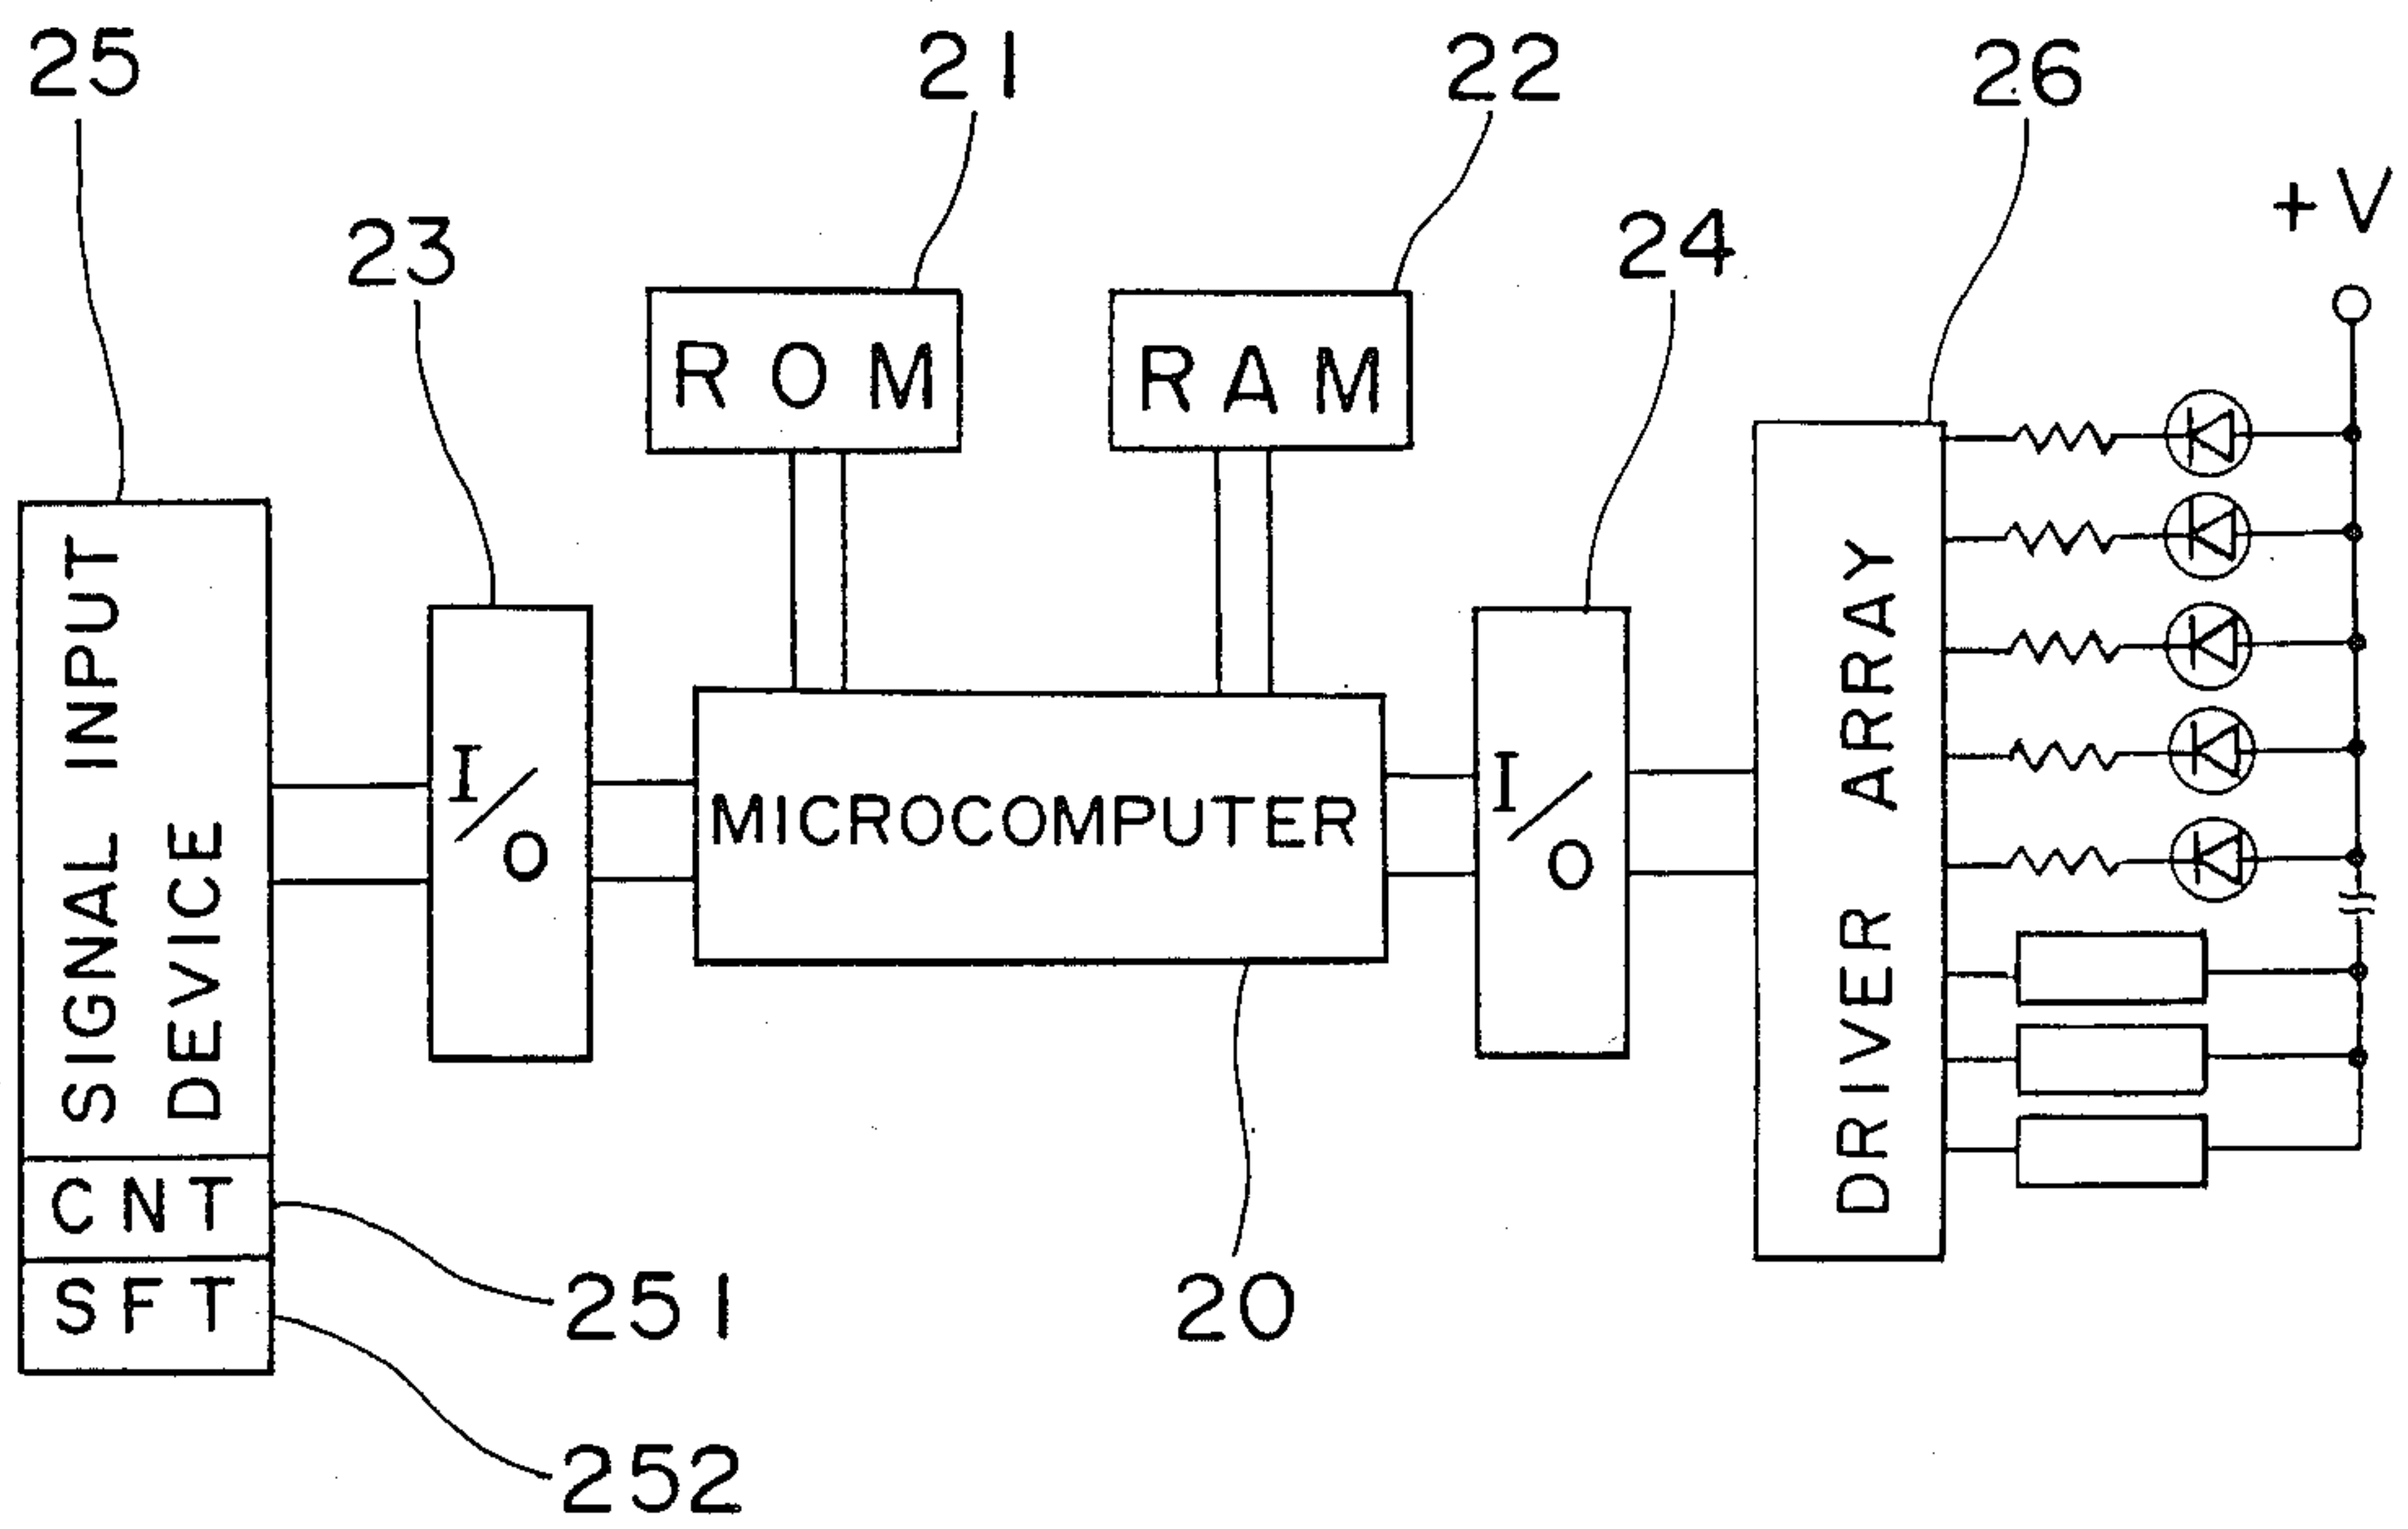 25
21
22
26
+V
23
24
ROM
RAM
SIGNAL INPUT
DEVICE
I/O
MICROCOMPUTER
I/O
DRIVER ARRAY
CNT
SFT
251
20
252